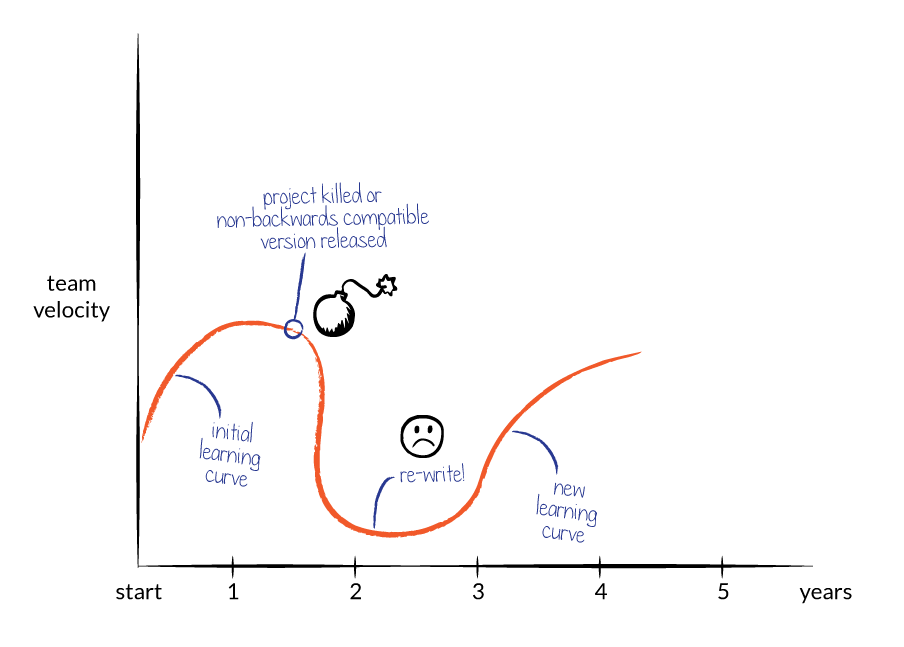 project killed or
non-backwards compatible
version released
team
velocity
initial
learning
curve
re-write!
new
learning
curve
start
1
2
3
4
5
years